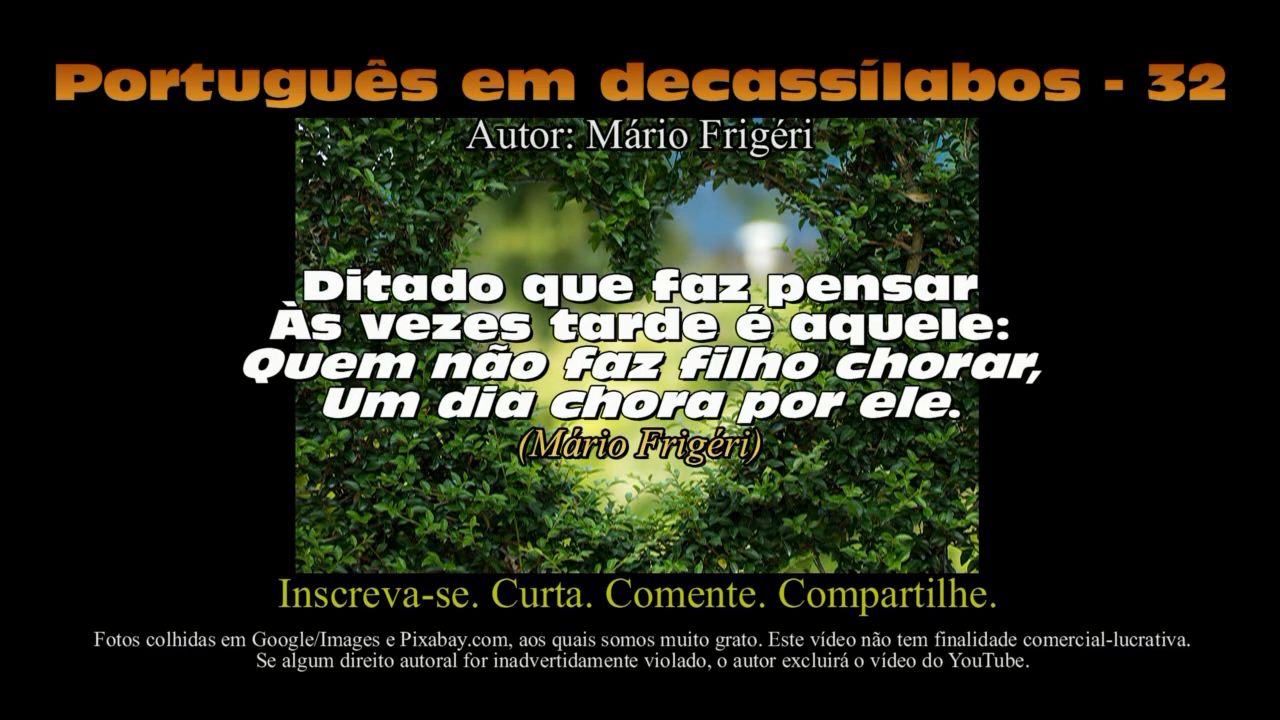 Português em decassílabos - 32
Autor: Mário Frigéri
Ditado que faz pensar
Às vezes tarde é aquele:
Quem não faz filho chorar,
Um dia chora por ele.
(Mário Frigéri)
Inscreva-se. Curta. Comente. Compartilhe.
Fotos colhidas em Google/Images e Pixabay.com, aos quais somos muito grato. Este vídeo não tem finalidade comercial-lucrativa.
Se algum direito autoral for inadvertidamente violado, o autor excluirá o vídeo do YouTube.